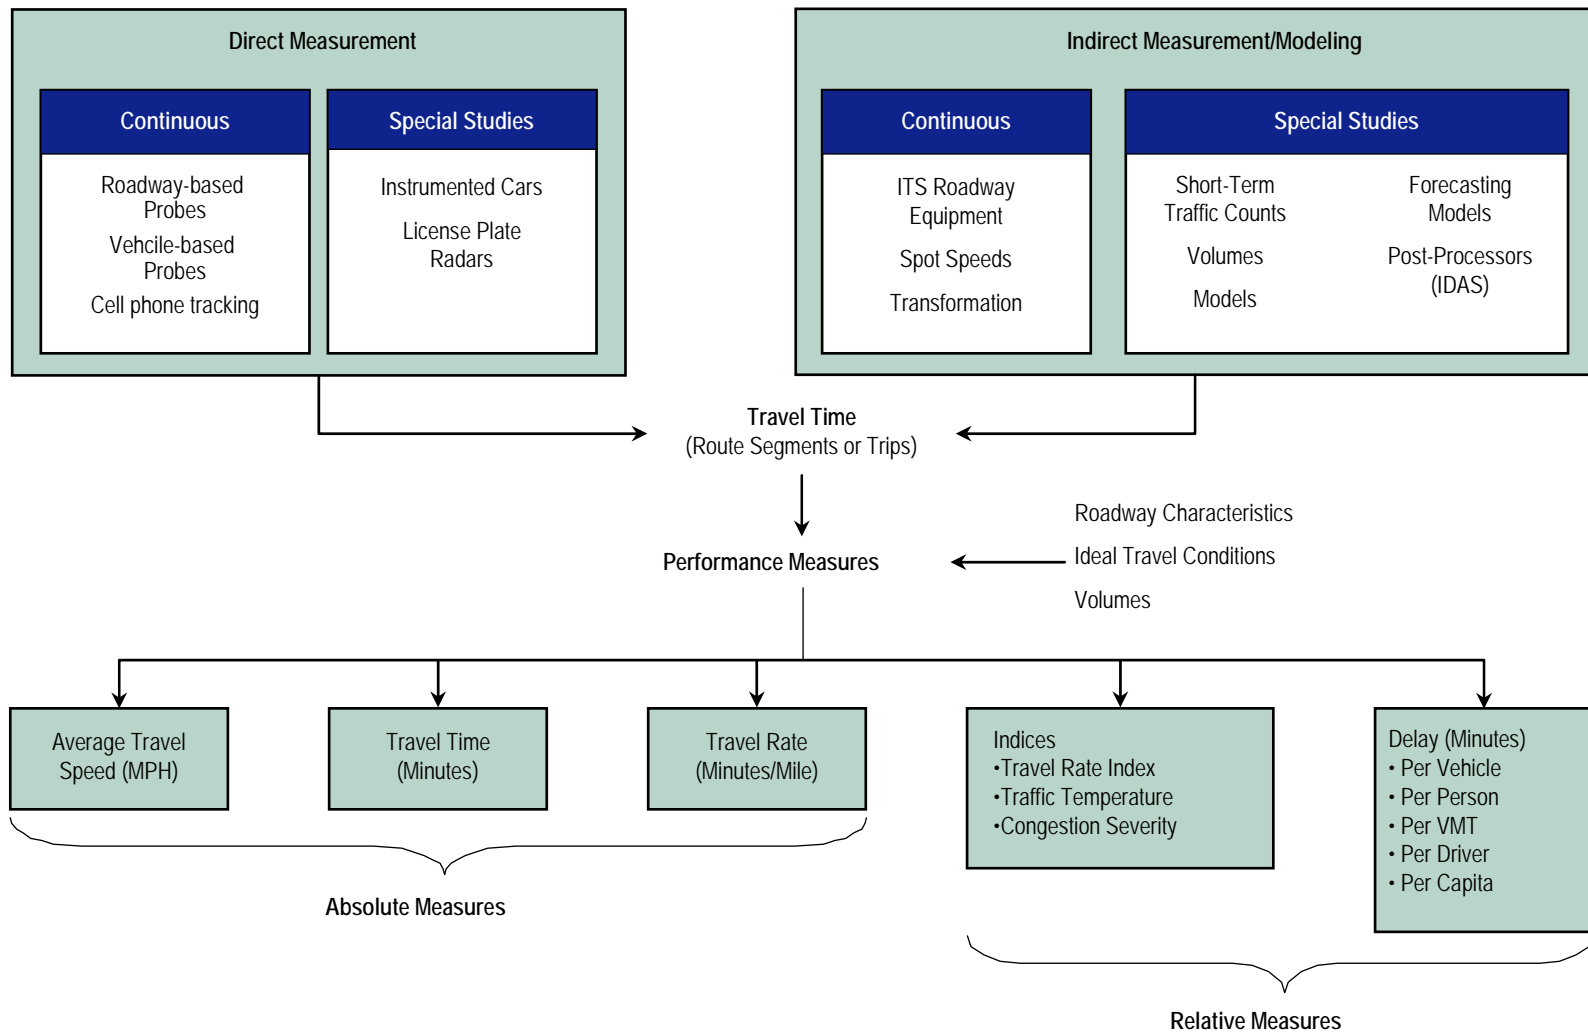 Direct Measurement
Continuous
Roadway-based
Probes
Vehcile-based
Probes
Cell phone tracking
Special Studies
Instrumented Cars
License Plate
Radars
Indirect Measurement/Modeling
Continuous
ITS Roadway
Equipment
Spot Speeds
Transformation
Special Studies
Short-Term
Traffic Counts
Volumes
Models
Forecasting
Models
Post-Processors
(IDAS)
Travel Time
(Route Segments or Trips)
Performance Measures
Roadway Characteristics
Ideal Travel Conditions
Volumes
Average Travel
Speed (MPH)
Travel Time
(Minutes)
Travel Rate
(Minutes/Mile)
Absolute Measures
Indices
•Travel Rate Index
•Traffic Temperature
•Congestion Severity
Delay (Minutes)
• Per Vehicle
• Per Person
• Per VMT
• Per Driver
• Per Capita
Relative Measures